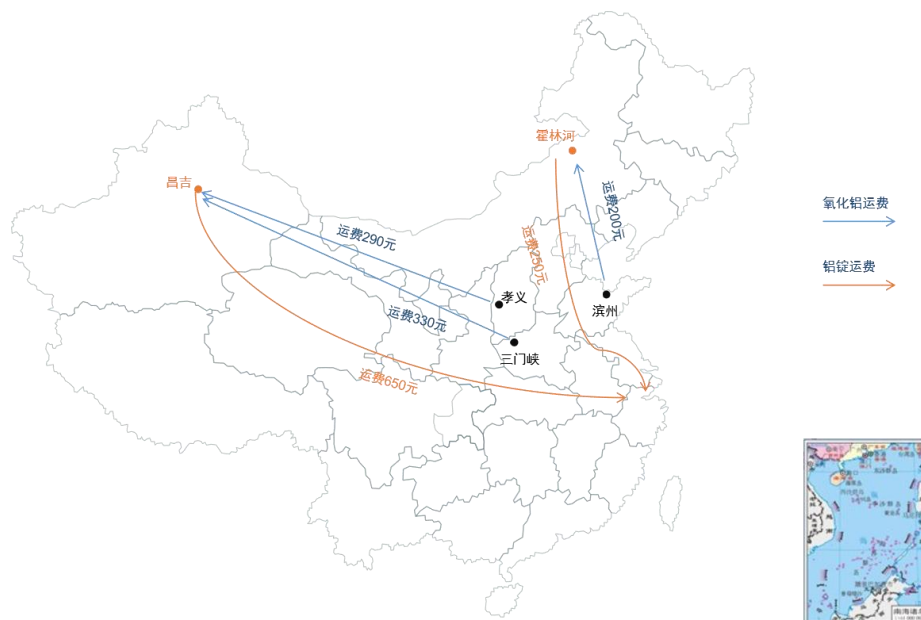 霍林河
昌吉
运费200元
氧化铝运费
运费290元
运费250元
铝锭运费
孝义
滨州
运费330元
三门峡
运费650元